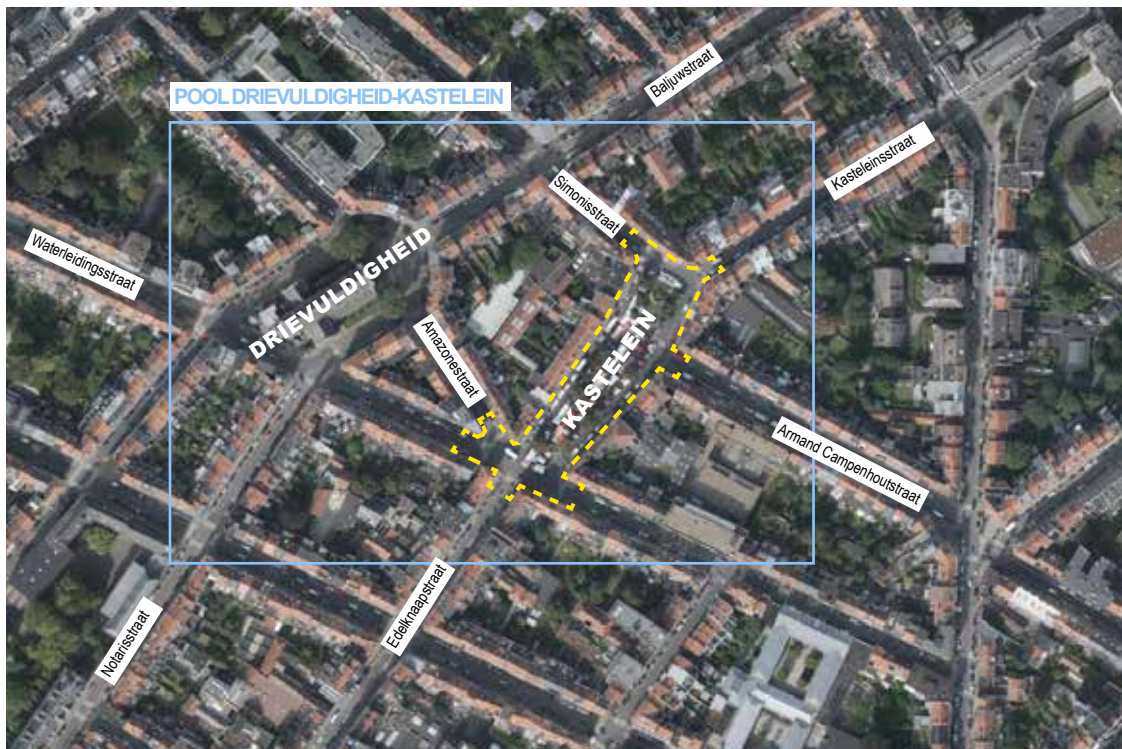 Baljuwstraat
POOL DRIEVULDIGHEID-KASTELEIN
Kasteleinsstraat
Simonisstraat
Waterleidingsstraat
DRIEVULDIGHEID
Amazonestraat
KASTELEIN
Armand Campenhoutstraat
Edelknaapstraat
Notarisstraat